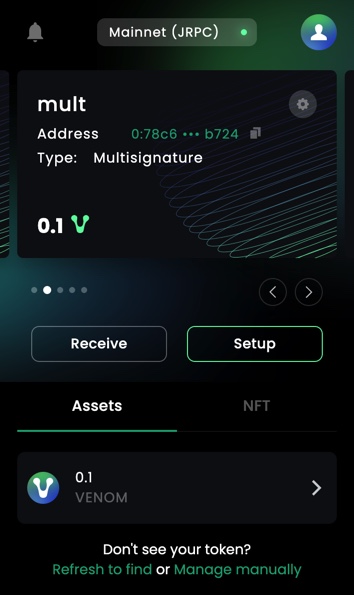 Mainnet (JRPC)
mult
Address 0:78c6 ••• b724
Type: Multisignature
0.1
Receive Setup
Assets NFT
0.1
VENOM
Don't see your token?
Refresh to find or Manage manually